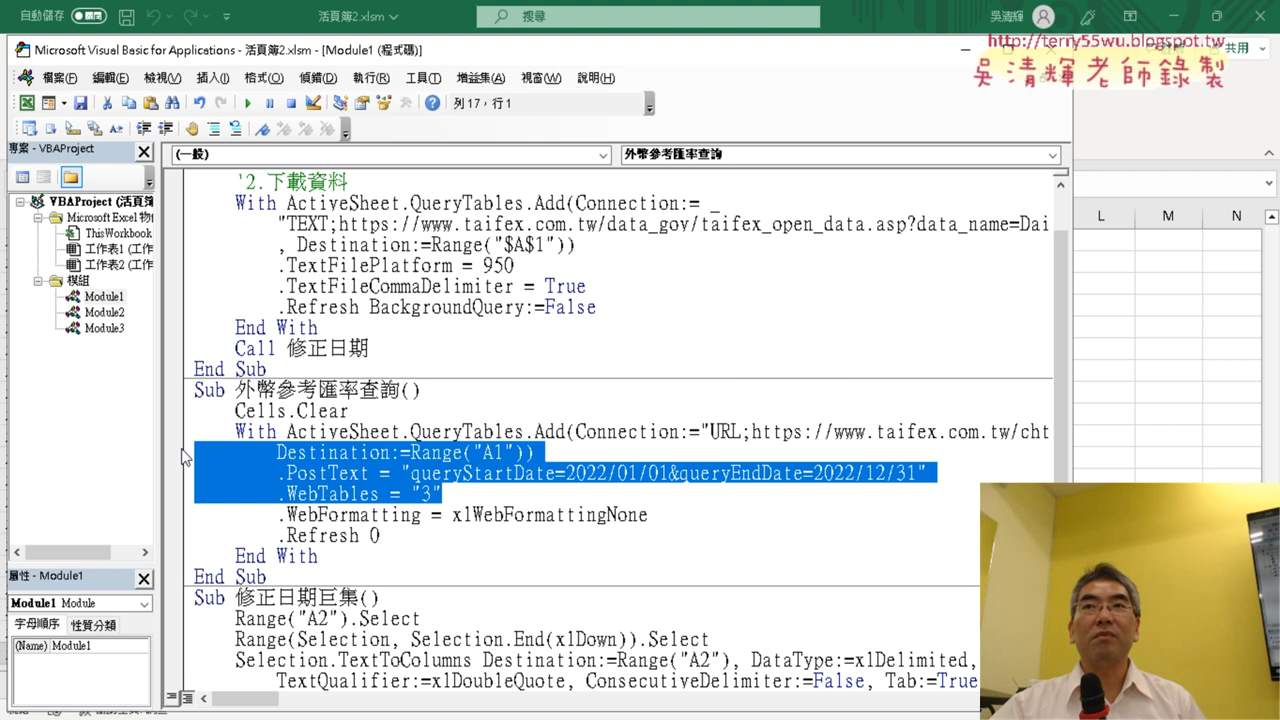 自動儲存
活頁簿2.xlsm
搜尋
吳清輝
Microsoft Visual Basic for Applications - 活頁簿2.xlsm - [Module1 (程式碼)]
http://terry55wu.blogspot.tw
共用
吳清輝老師錄製
檔案(F) 編輯(E) 檢視(V) 插入(I) 格式(O) 偵錯(D) 執行(R) 工具(T) 增益集(A) 視窗(W) 說明(H)
列 17，行 1
專案 - VBAProject
(一般)
外幣參考匯率查詢
VBAProject (活頁簿
Microsoft Excel 物件
ThisWorkbook
工作表1 (工作
工作表2 (工作
模組
Module1
Module2
Module3
L M N
'2.下載資料
With ActiveSheet.QueryTables.Add(Connection:= _
"TEXT;https://www.taifex.com.tw/data_gov/taifex_open_data.asp?data_name=Dai
, Destination:=Range("$A$1"))
.TextFilePlatform = 950
.TextFileCommaDelimiter = True
.Refresh BackgroundQuery:=False
End With
Call 修正日期
End Sub
Sub 外幣參考匯率查詢()
Cells.Clear
With ActiveSheet.QueryTables.Add(Connection:="URL;https://www.taifex.com.tw/cht
Destination:=Range("A1"))
.PostText = "queryStartDate=2022/01/01&queryEndDate=2022/12/31"
.WebTables = "3"
.WebFormatting = xlWebFormattingNone
.Refresh 0
End With
End Sub
Sub 修正日期巨集()
Range("A2").Select
Range(Selection, Selection.End(xlDown)).Select
Selection.TextToColumns Destination:=Range("A2"), DataType:=xlDelimited,
TextQualifier:=xlDoubleQuote, ConsecutiveDelimiter:=False, Tab:=True
屬性 - Module1
Module1 Module
字母順序 性質分類
(Name) Module1